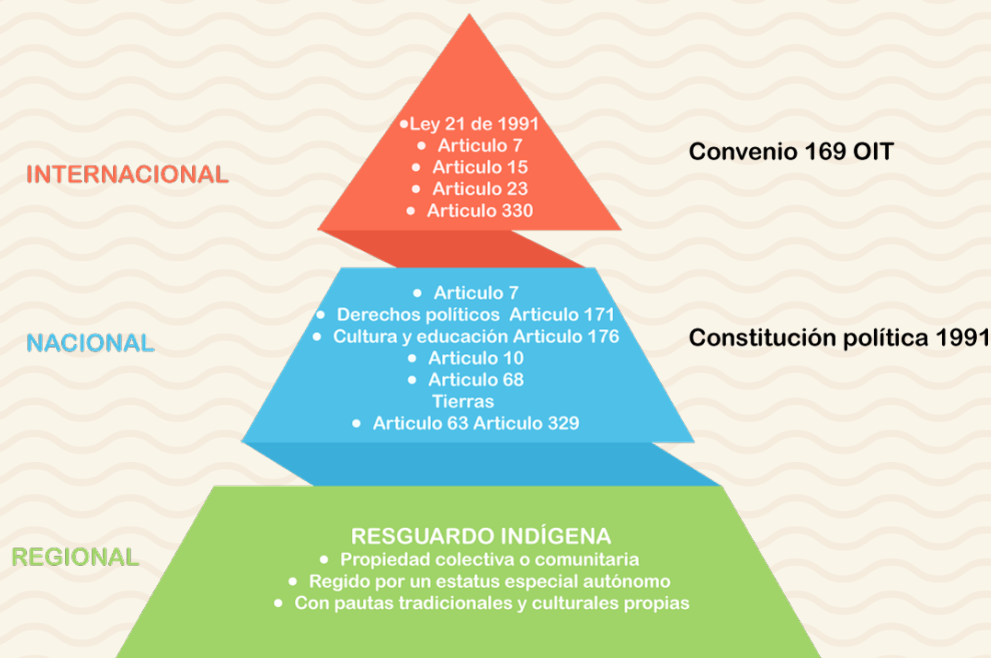 INTERNACIONAL
●Ley 21 de 1991
● Articulo 7
● Articulo 15
● Articulo 23
● Articulo 330
Convenio 169 OIT
NACIONAL
● Articulo 7
● Derechos políticos Articulo 171
● Cultura y educación Articulo 176
● Articulo 10
● Articulo 68
Tierras
● Articulo 63 Articulo 329
Constitución política 1991
REGIONAL
RESGUARDO INDÍGENA
● Propiedad colectiva o comunitaria
● Regido por un estatus especial autónomo
● Con pautas tradicionales y culturales propias